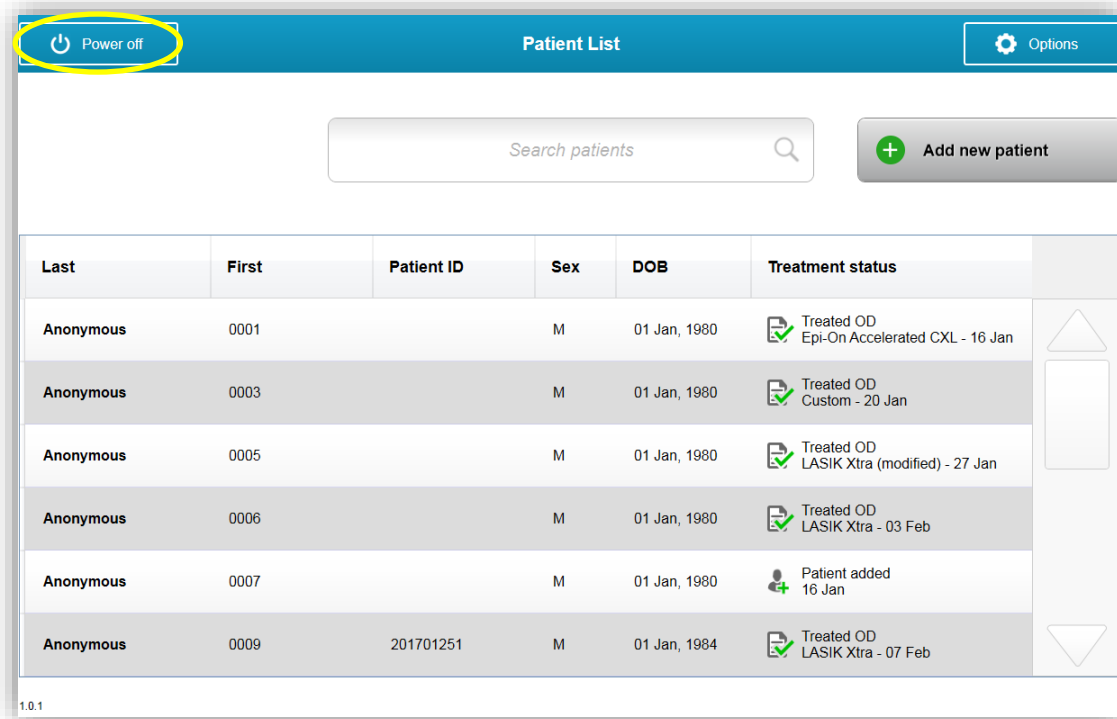 Power off Patient List Options
Search patients Add new patient
Last First Patient ID Sex DOB Treatment status
Anonymous 0001 M 01 Jan, 1980 Treated OD
Epi-On Accelerated CXL - 16 Jan
Anonymous 0003 M 01 Jan, 1980 Treated OD
Custom - 20 Jan
Anonymous 0005 M 01 Jan, 1980 Treated OD
LASIK Xtra (modified) - 27 Jan
Anonymous 0006 M 01 Jan, 1980 Treated OD
LASIK Xtra - 03 Feb
Anonymous 0007 M 01 Jan, 1980 Patient added
16 Jan
Anonymous 0009 201701251 M 01 Jan, 1984 Treated OD
LASIK Xtra - 07 Feb
1.0.1